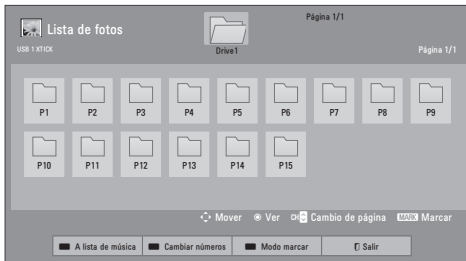 Página 1/1
Lista de fotos
USB 1 XTICK
Drive1
Página 1/1
P1 P2 P3 P4 P5 P6 P7 P8 P9
P10 P11 P12 P13 P14 P15
Mover Ver CH Cambio de página MARK Marcar
A lista de música Cambiar números Modo marcar Salir